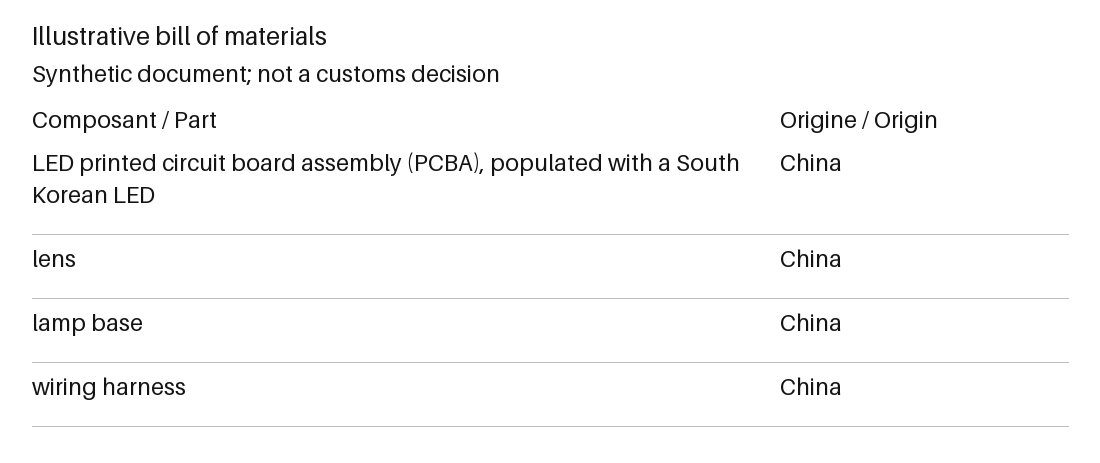 Illustrative bill of materials
Synthetic document; not a customs decision
Composant / Part Origine / Origin
LED printed circuit board assembly (PCBA), populated with a South China
Korean LED
lens China
lamp base China
wiring harness China